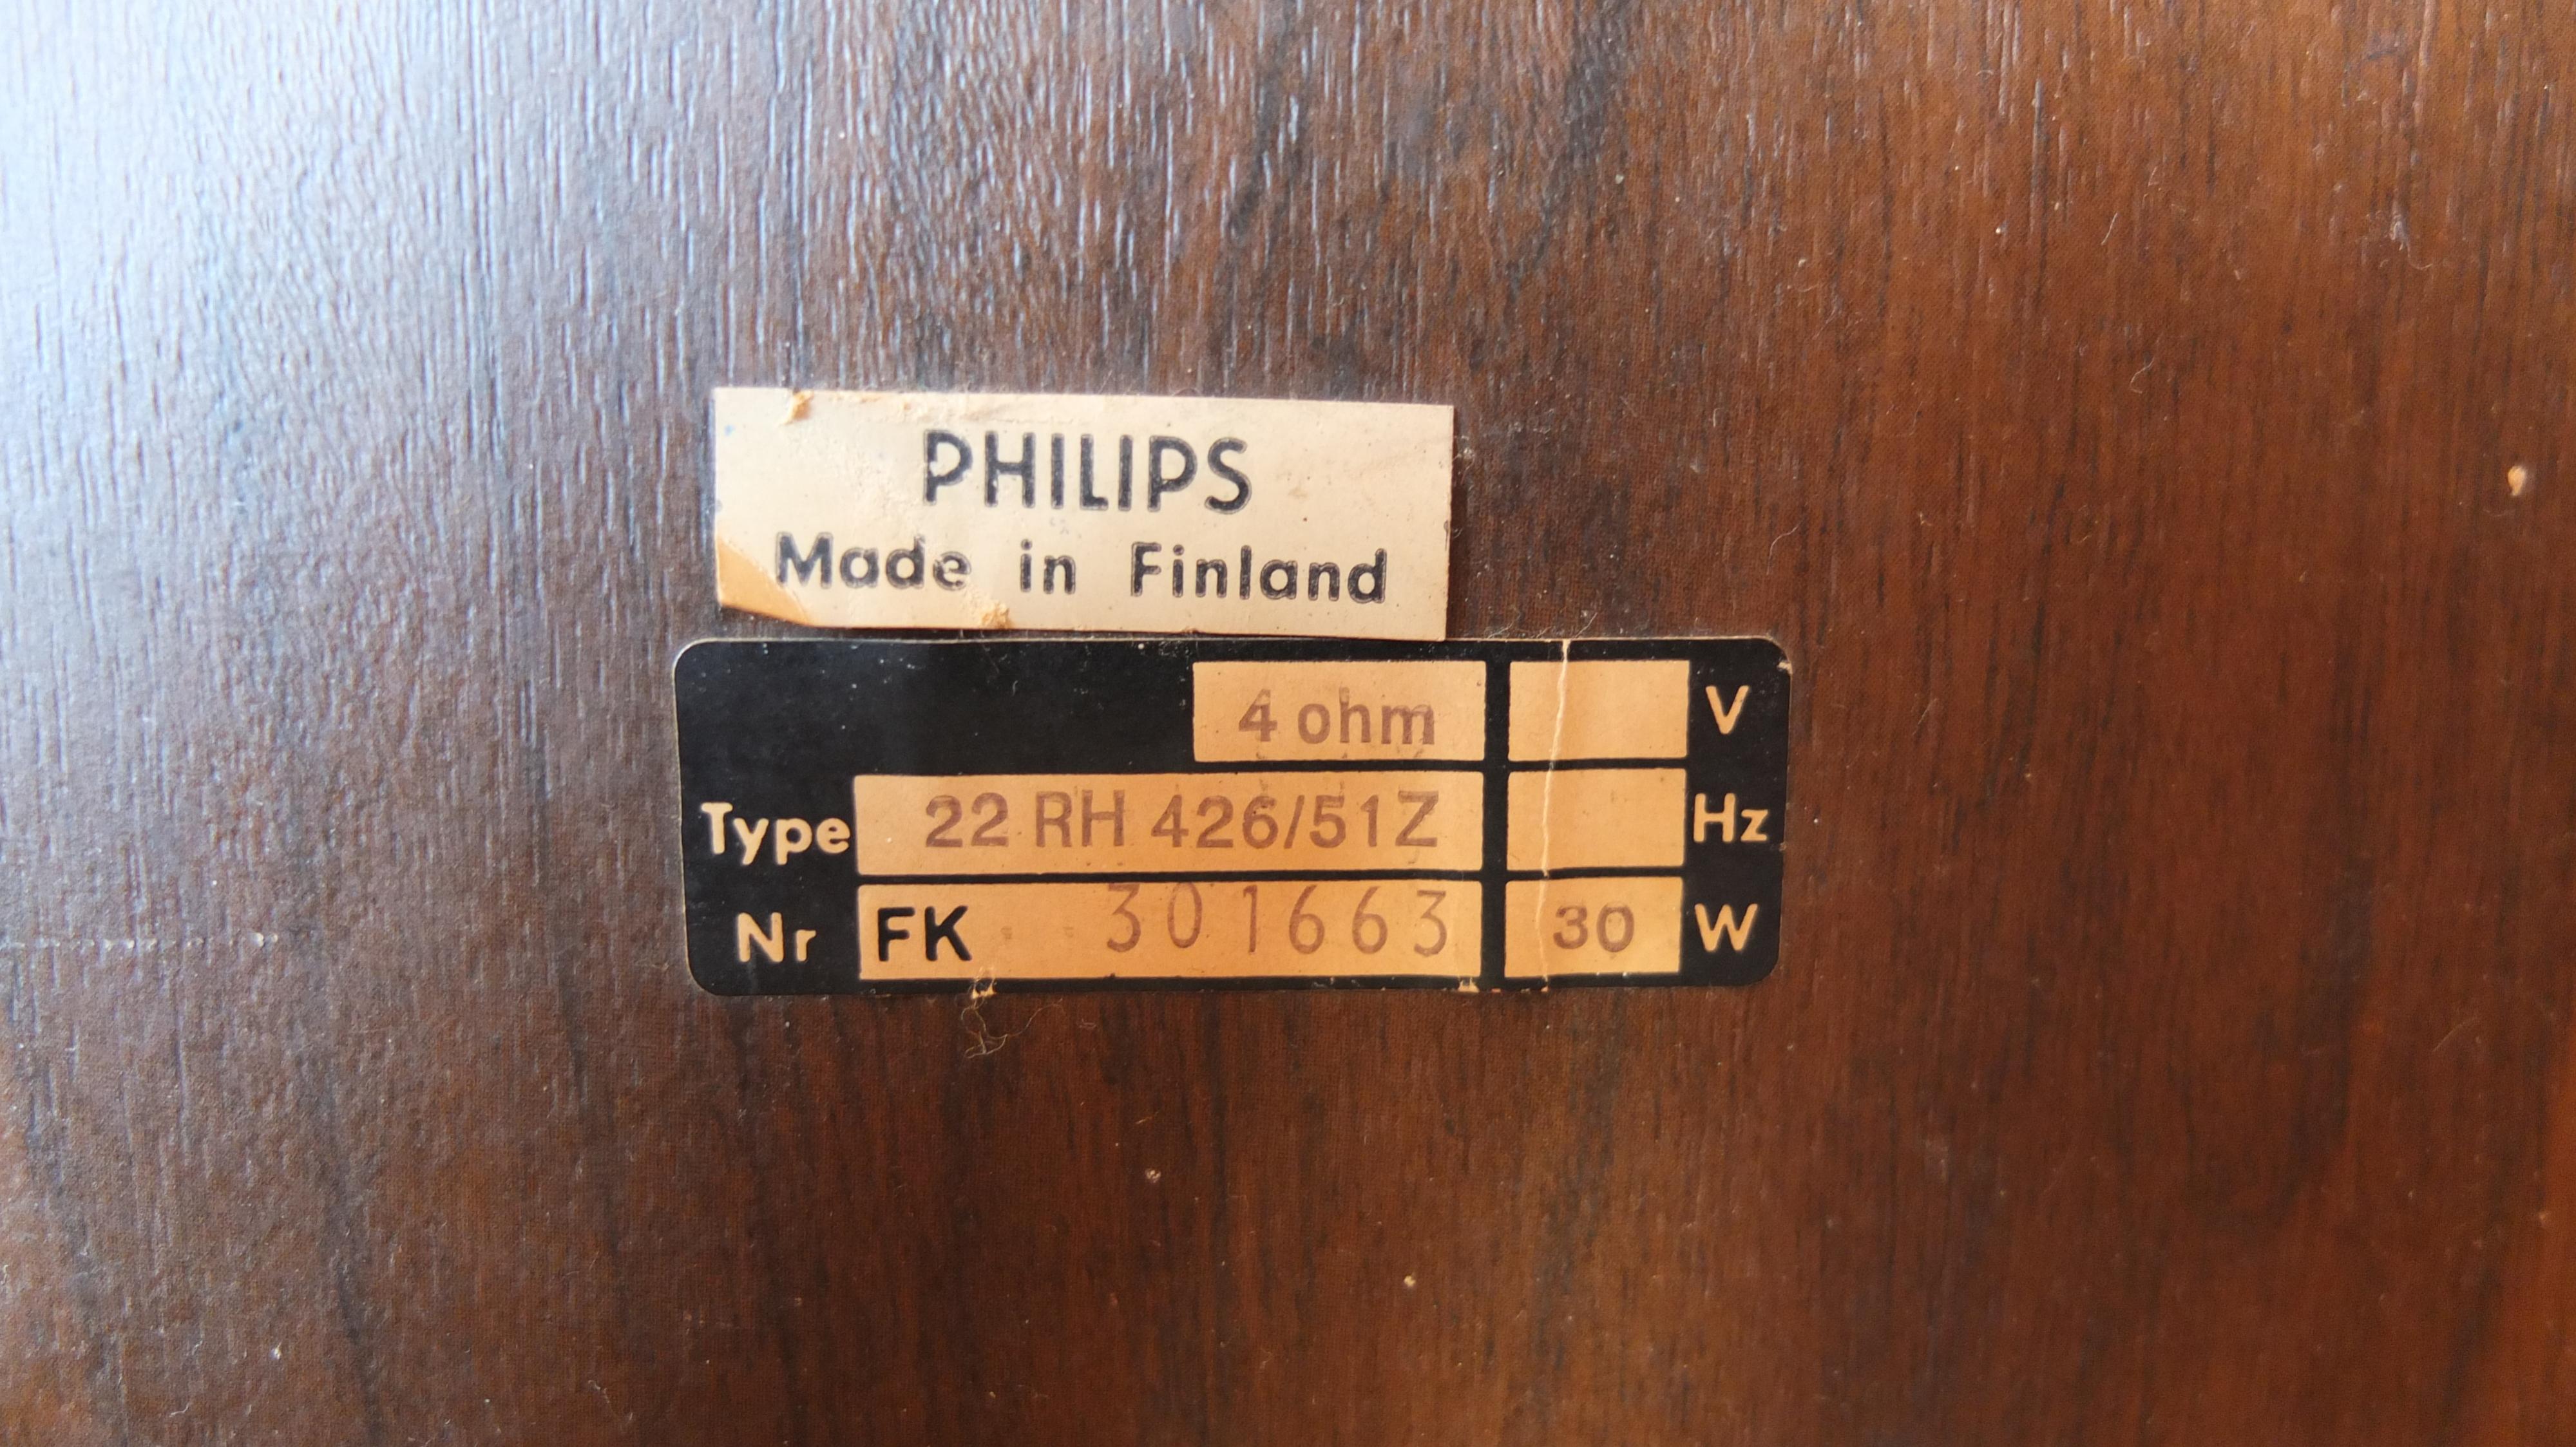 PHILIPS
Made in Finland
4 ohm V
Type 22 RH 426/51Z Hz
Nr FK 301663 30 W